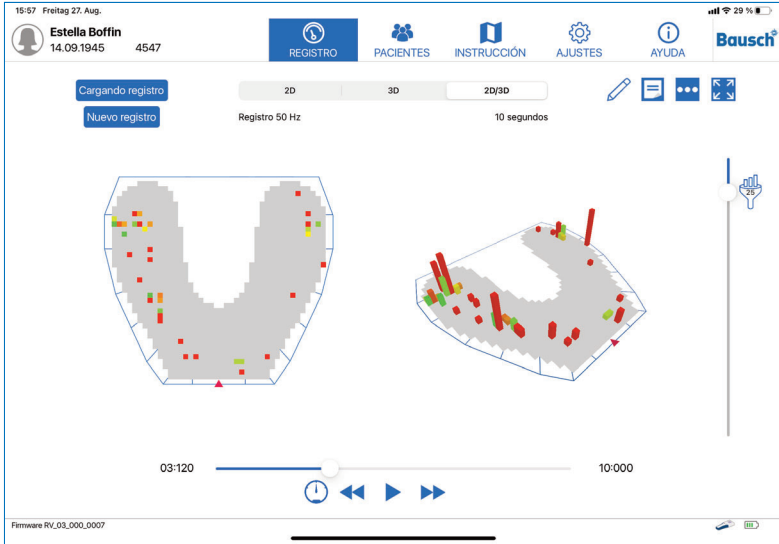 15:57 Freitag 27. Aug.
29 %
Estella Boffin
14.09.1945 4547
REGISTRO
PACIENTES
INSTRUCCIÓN
AJUSTES
AYUDA
Bausch
Cargando registro
2D
3D
2D/3D
Nuevo registro
Registro 50 Hz
10 segundos
25
03:120
10:000
Firmware RV_03_000_0007